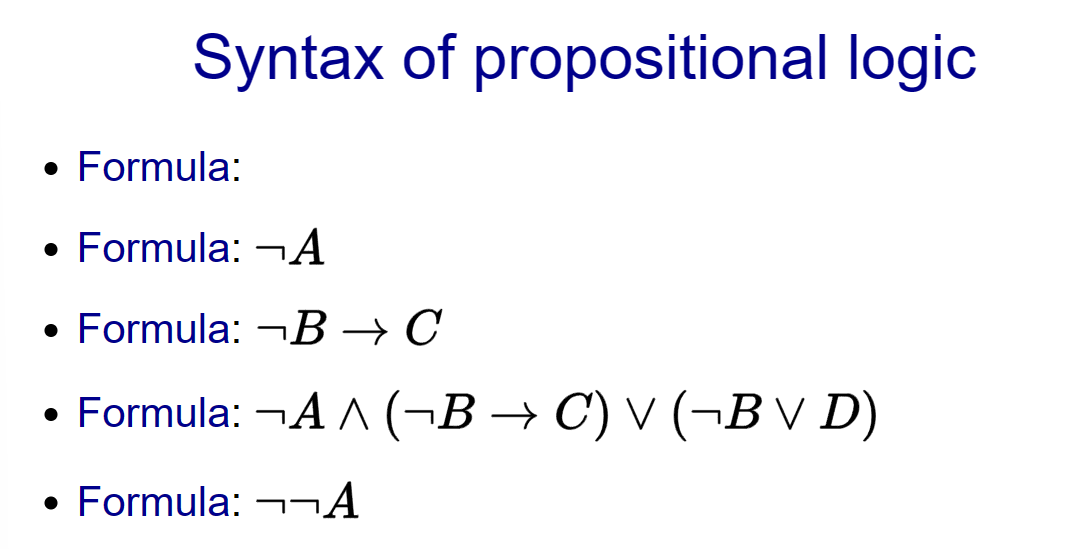 Syntax of propositional logic
• Formula:
• Formula: ¬A
• Formula: ¬B → C
• Formula: ¬A ∧ (¬B → C) ∨ (¬B ∨ D)
• Formula: ¬¬A